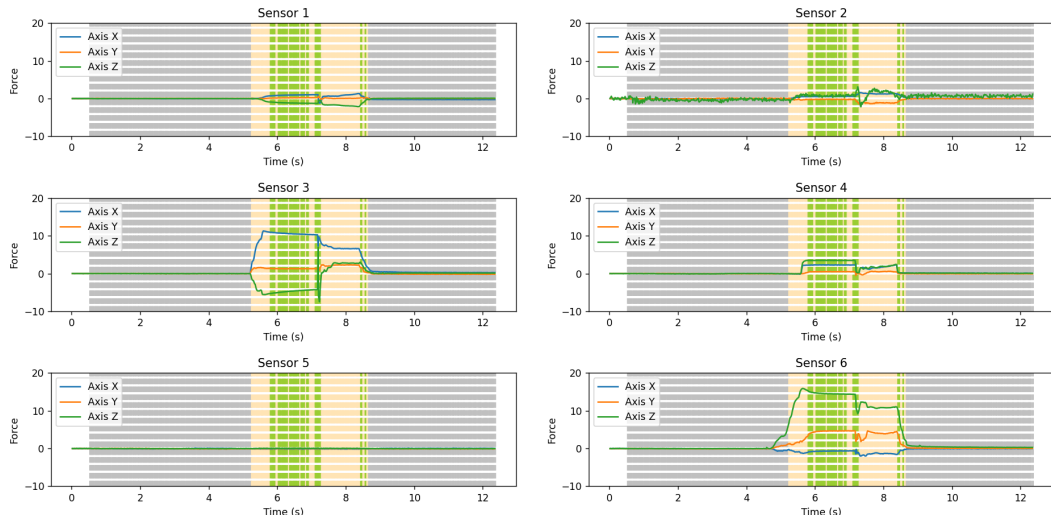 Sensor 1
20
10
0
−10
Force
Axis X
Axis Y
Axis Z
0 2 4 6 8 10 12
Time (s)
Sensor 2
20
10
0
−10
Force
Axis X
Axis Y
Axis Z
0 2 4 6 8 10 12
Time (s)
Sensor 3
20
10
0
−10
Force
Axis X
Axis Y
Axis Z
0 2 4 6 8 10 12
Time (s)
Sensor 4
20
10
0
−10
Force
Axis X
Axis Y
Axis Z
0 2 4 6 8 10 12
Time (s)
Sensor 5
20
10
0
−10
Force
Axis X
Axis Y
Axis Z
0 2 4 6 8 10 12
Time (s)
Sensor 6
20
10
0
−10
Force
Axis X
Axis Y
Axis Z
0 2 4 6 8 10 12
Time (s)